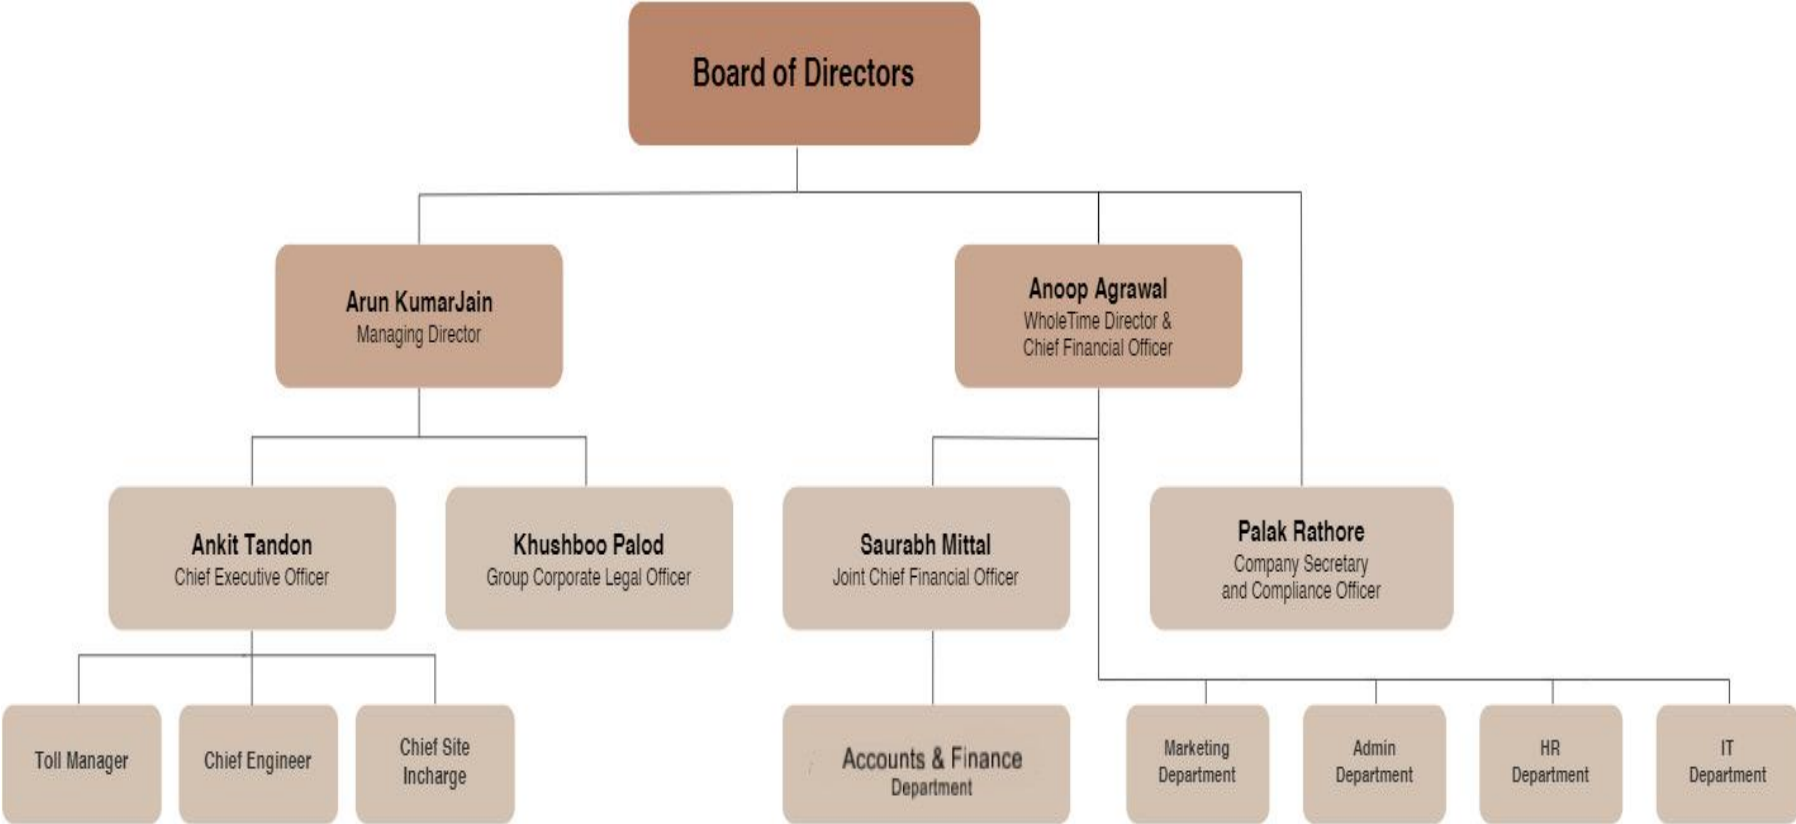 Board of Directors
Arun KumarJain
Managing Director
Anoop Agrawal
WholeTime Director &
Chief Financial Officer
Ankit Tandon
Chief Executive Officer
Khushboo Palod
Group Corporate Legal Officer
Saurabh Mittal
Joint Chief Financial Officer
Palak Rathore
Company Secretary
and Compliance Officer
Toll Manager
Chief Engineer
Chief Site
Incharge
Accounts & Finance
Department
Marketing
Department
Admin
Department
HR
Department
IT
Department